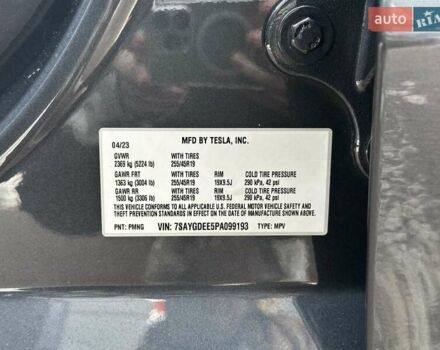 auto RIA
MFD BY TESLA, INC.
04/23
GVWR WITH TIRES
2369 kg (5224 lb) 255/45R19
GAWR FRT WITH TIRES RIM COLD TIRE PRESSURE
1363 kg (3004 lb) 255/45R19 19X9.5J 290 kPa, 42 psi
GAWR RR WITH TIRES RIM COLD TIRE PRESSURE
1500 kg (3306 lb) 255/45R19 19X9.5J 290 kPa, 42 psi
THIS VEHICLE CONFORMS TO ALL APPLICABLE
U.S. FEDERAL MOTOR VEHICLE SAFETY AND
THEFT PREVENTION STANDARDS IN EFFECT
ON THE DATE OF MANUFACTURE SHOWN ABOVE.
PNT: PMNG VIN: 7SAYGDEE5PA099193 TYPE: MPV